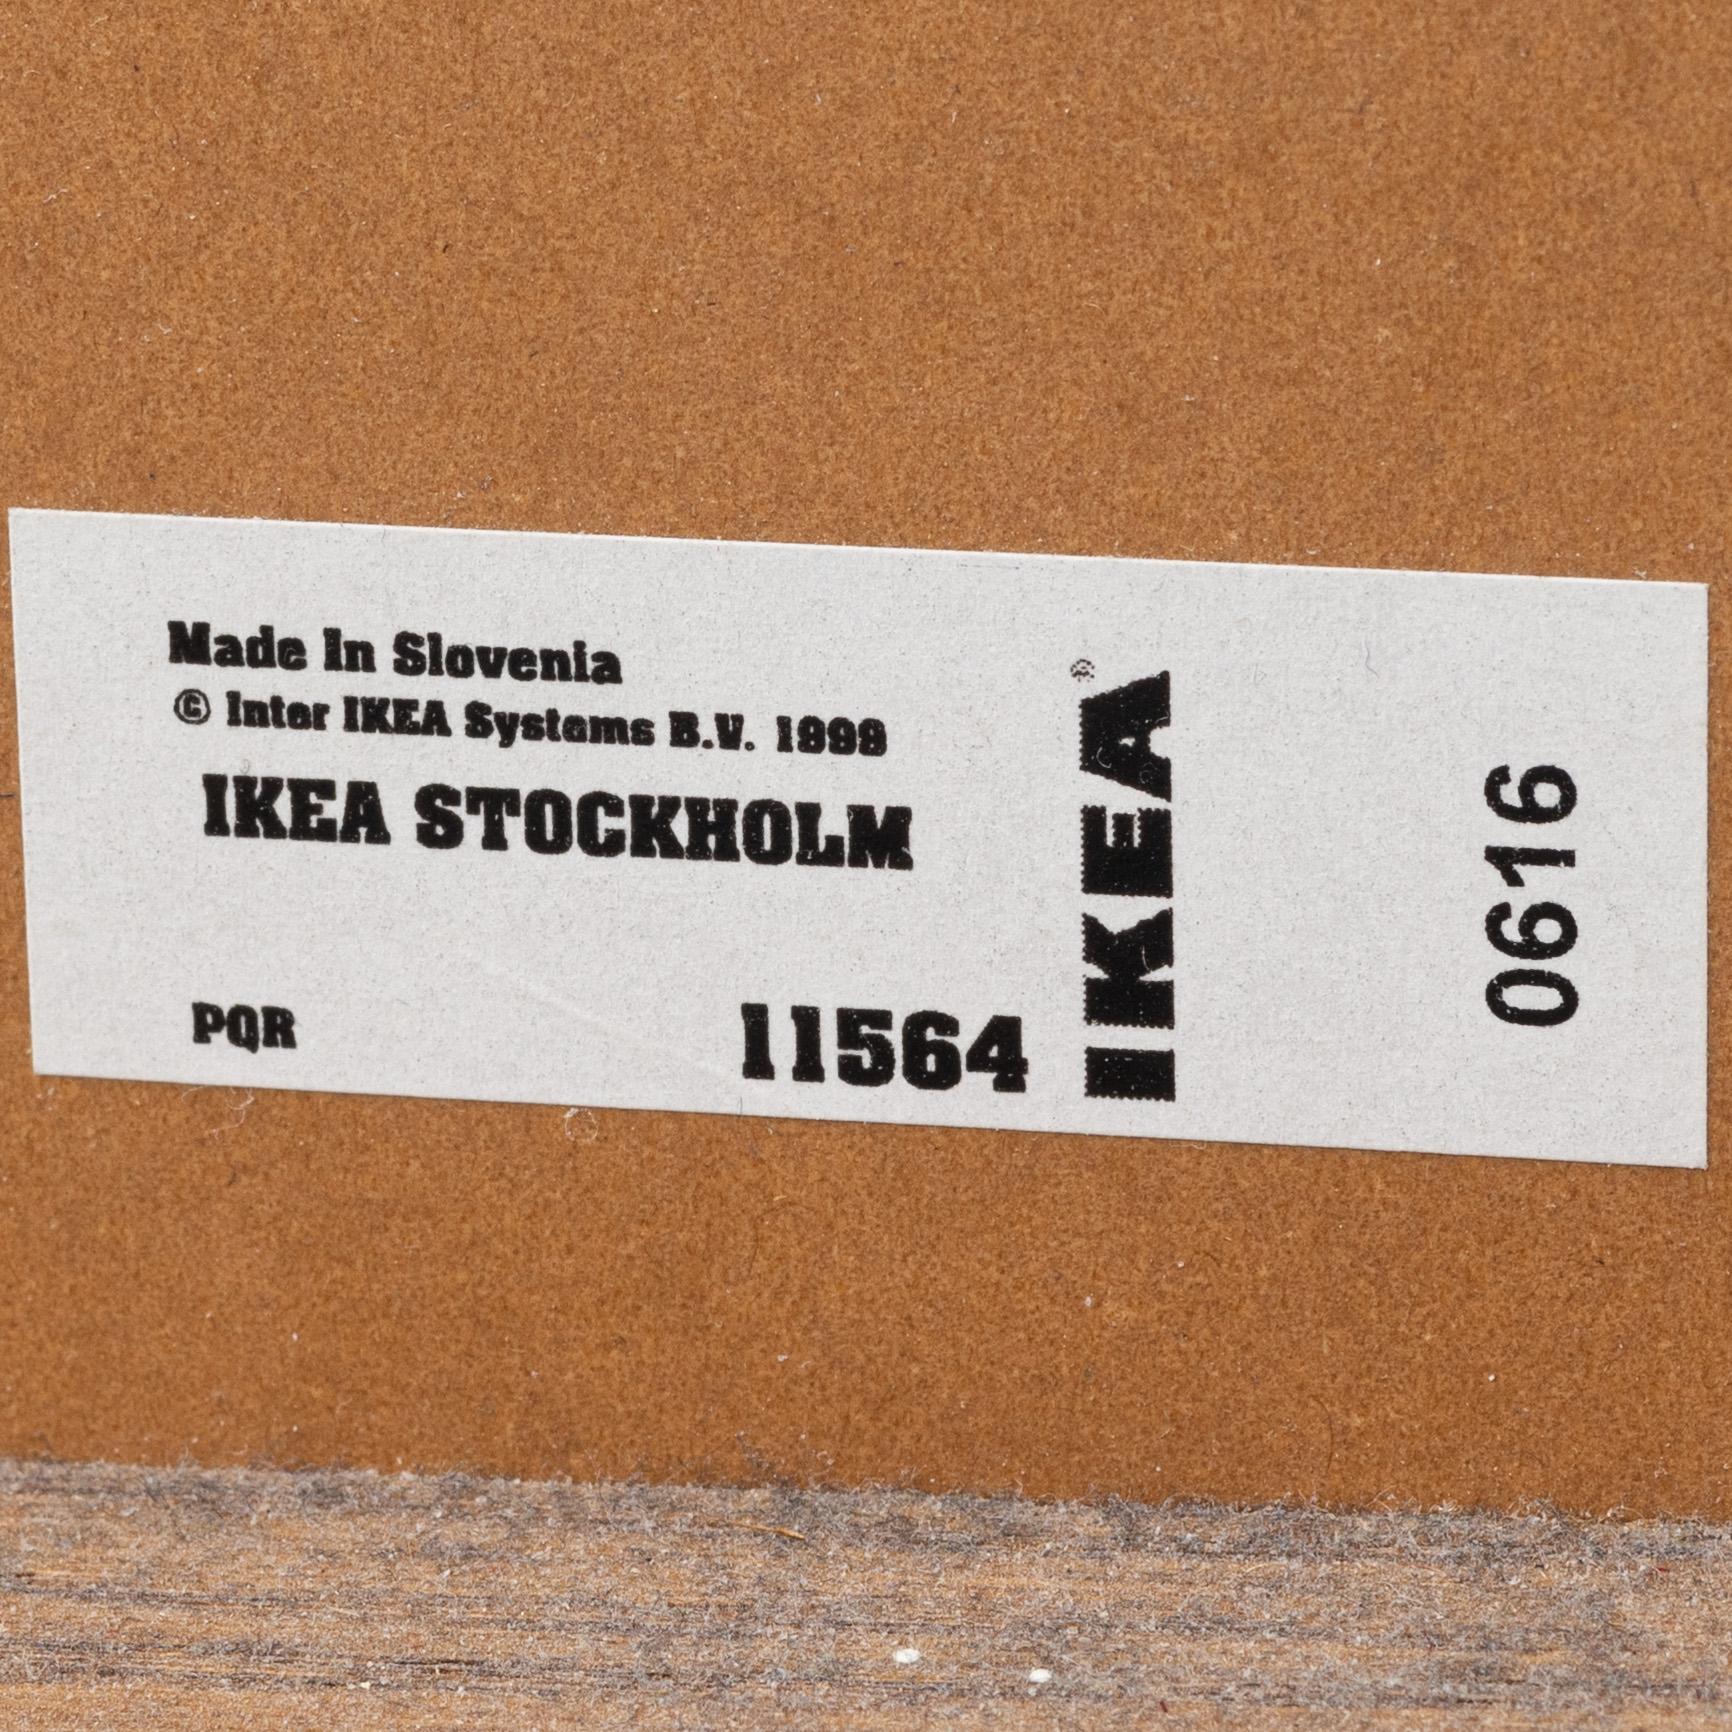 Made In Slovenia
© Inter IKEA Systems B.V. 1999
IKEA STOCKHOLM
PQR
11564
IKEA®
0616